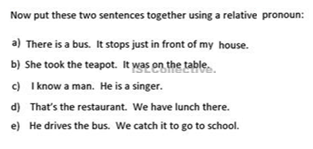 Now put these two sentences together using a relative pronoun:
a) There is a bus. It stops just in front of my house.
b) She took the teapot. It was on the table.
iSLCollective.
c) I know a man. He is a singer.
d) That's the restaurant. We have lunch there.
e) He drives the bus. We catch it to go to school.